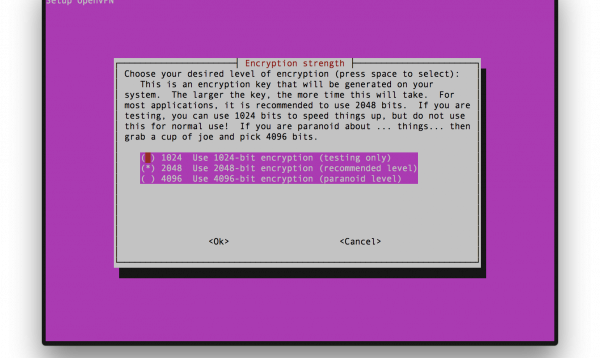 Setup OpenVPN
Encryption strength
Choose your desired level of encryption (press space to select):
This is an encryption key that will be generated on your
system.  The larger the key, the more time this will take.  For
most applications, it is recommended to use 2048 bits.  If you are
testing, you can use 1024 bits to speed things up, but do not use
this for normal use!  If you are paranoid about ... things... then
grab a cup of joe and pick 4096 bits.
( ) 1024  Use 1024-bit encryption (testing only)
(*) 2048  Use 2048-bit encryption (recommended level)
( ) 4096  Use 4096-bit encryption (paranoid level)
<Ok> <Cancel>